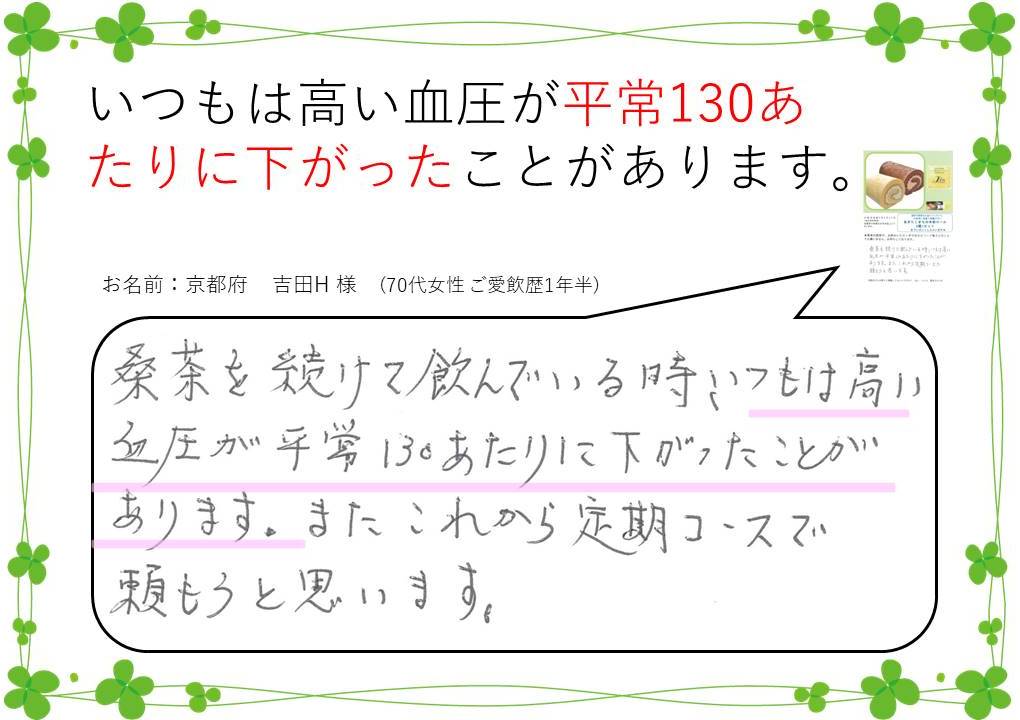 いつもは高い血圧が平常130あ
たりに下がったことがあります。
お名前：京都府　吉田H 様　(70代女性 ご愛飲歴1年半)
桑茶を続けて飲んでいる時いつもは高い
血圧が平常130あたりに下がったことが
あります。またこれから定期コースで
頼もうと思います。